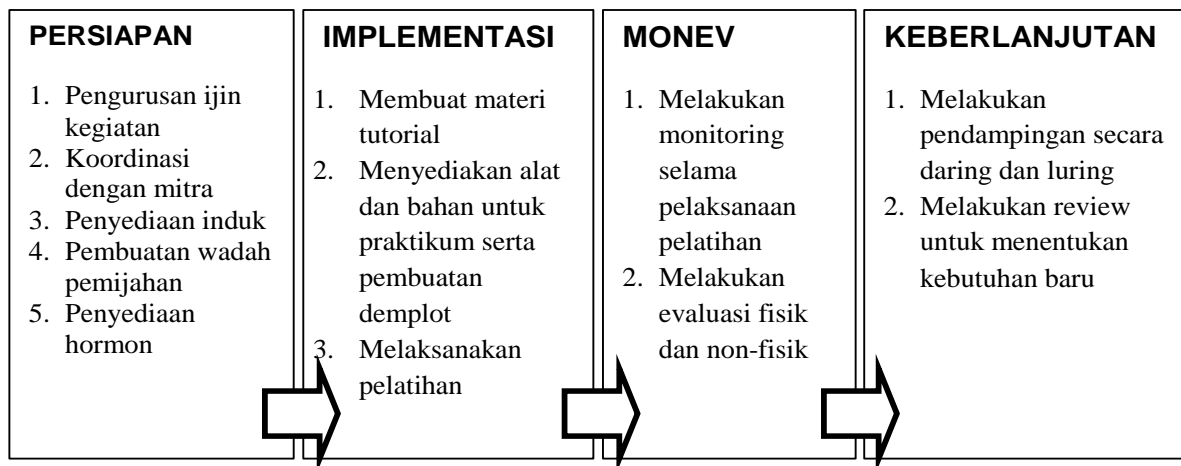 PERSIAPAN
1. Pengurusan ijin
kegiatan
2. Koordinasi
dengan mitra
3. Penyediaan induk
4. Pembuatan wadah
pemijahan
5. Penyediaan
hormon
IMPLEMENTASI
1. Membuat materi
tutorial
2. Menyediakan alat
dan bahan untuk
praktikum serta
pembuatan
demplot
3. Melaksanakan
pelatihan
MONEV
1. Melakukan
monitoring
selama
pelaksanaan
pelatihan
2. Melakukan
evaluasi fisik
dan non-fisik
KEBERLANJUTAN
1. Melakukan
pendampingan secara
daring dan luring
2. Melakukan review
untuk menentukan
kebutuhan baru